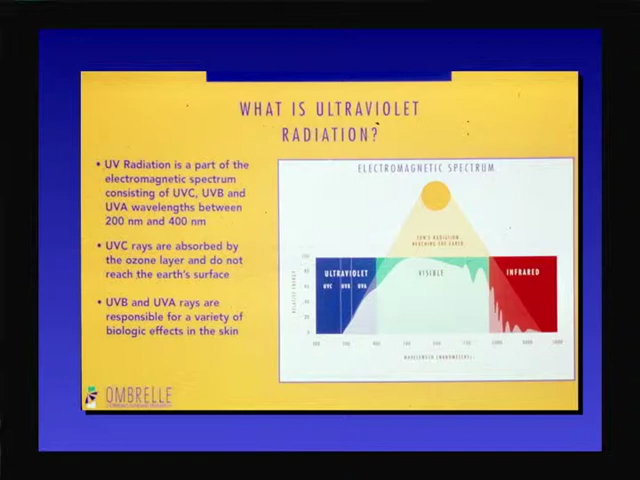 WHAT IS ULTRAVIOLET
RADIATION?
• UV Radiation is a part of the
electromagnetic spectrum
consisting of UVC, UVB and
UVA wavelengths between
200 nm and 400 nm
• UVC rays are absorbed by
the ozone layer and do not
reach the earth's surface
• UVB and UVA rays are
responsible for a variety of
biologic effects in the skin
ELECTROMAGNETIC SPECTRUM
SUN'S RADIATION
REACHING THE EARTH
ULTRAVIOLET
VISIBLE
INFRARED
UVC UVB UVA
RELATIVE ENERGY
WAVELENGTH (NANOMETERS)
OMBRELLE